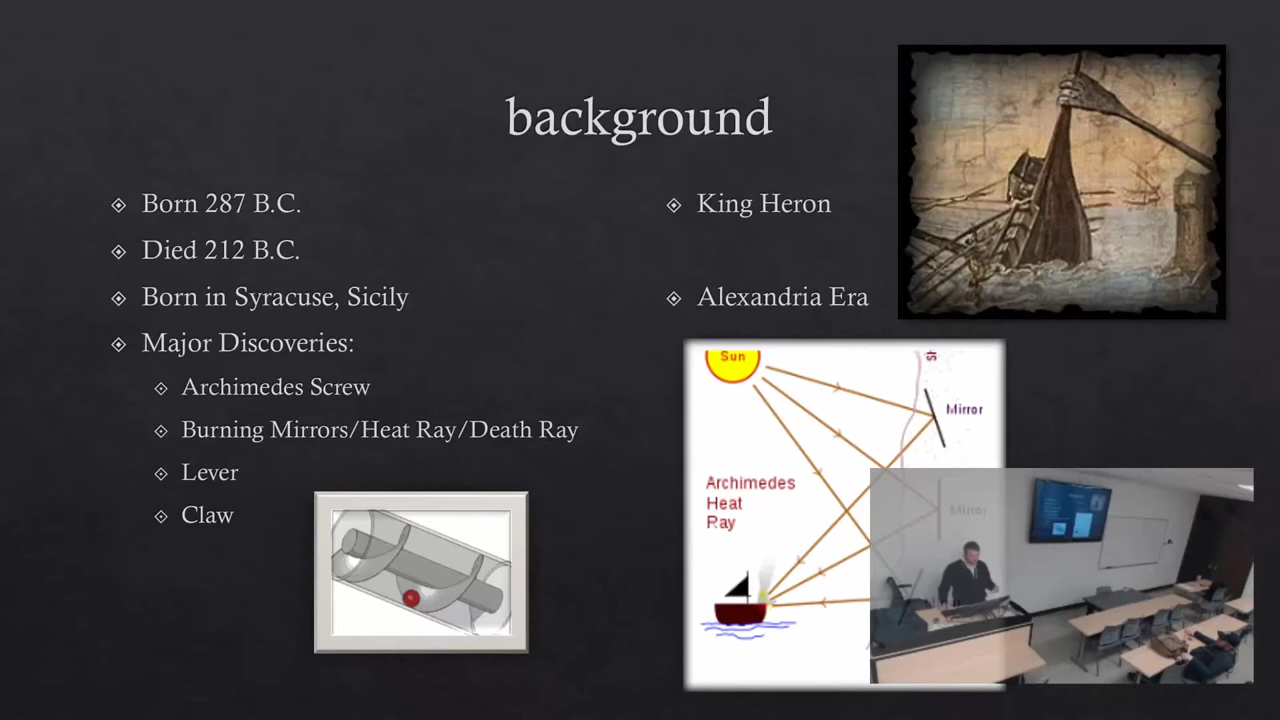 background
Born 287 B.C.
Died 212 B.C.
Born in Syracuse, Sicily
Major Discoveries:
Archimedes Screw
Burning Mirrors/Heat Ray/Death Ray
Lever
Claw
King Heron
Alexandria Era
Sun
Mirror
Archimedes
Heat
Ray
Mirror